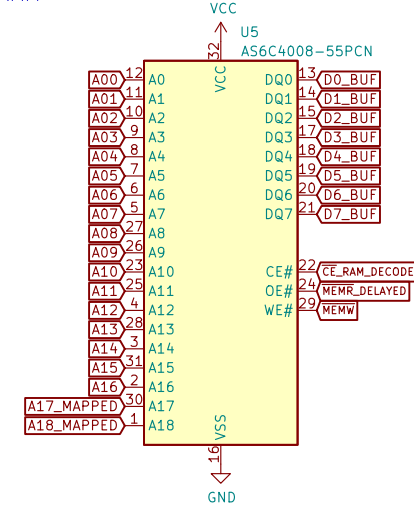 VCC
U5
AS6C4008-55PCN
32
VCC
A00 12 A0 DQ0 13 D0_BUF
A01 11 A1 DQ1 14 D1_BUF
A02 10 A2 DQ2 15 D2_BUF
A03 9 A3 DQ3 17 D3_BUF
A04 8 A4 DQ4 18 D4_BUF
A05 7 A5 DQ5 19 D5_BUF
A06 6 A6 DQ6 20 D6_BUF
A07 5 A7 DQ7 21 D7_BUF
A08 27 A8
A09 26 A9
A10 23 A10 CE# 22 CE_RAM_DECODE
A11 25 A11 OE# 24 MEMR_DELAYED
A12 4 A12 WE# 29 MEMW
A13 28 A13
A14 3 A14
A15 31 A15
A16 2 A16
A17_MAPPED 30 A17
A18_MAPPED 1 A18
VSS
16
GND